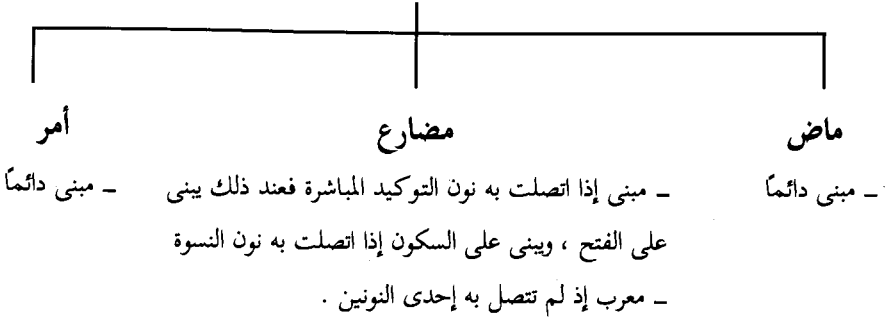 ماض
مضارع
أمر
ـ مبنى دائماً
ـ مبنى إذا اتصلت به نون التوكيد المباشرة فعند ذلك يبنى
ـ مبنى دائماً
على الفتح ، ويبنى على السكون إذا اتصلت به نون النسوة
ـ معرب إذ لم تتصل به إحدى النونين .